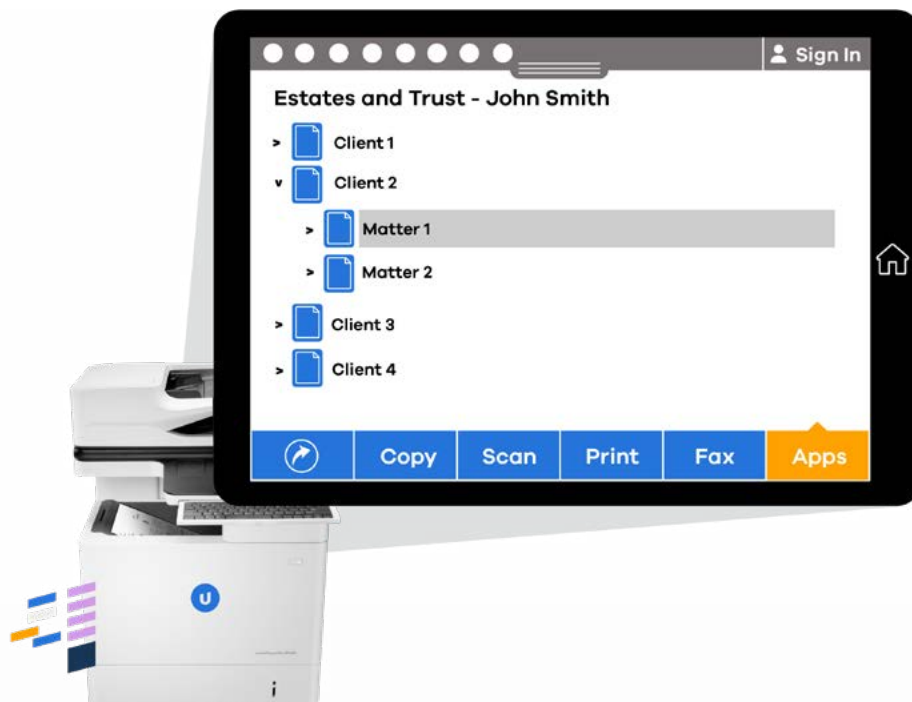 Sign In
Estates and Trust - John Smith
> Client 1
v Client 2
> Matter 1
> Matter 2
> Client 3
> Client 4
Copy Scan Print Fax Apps
U